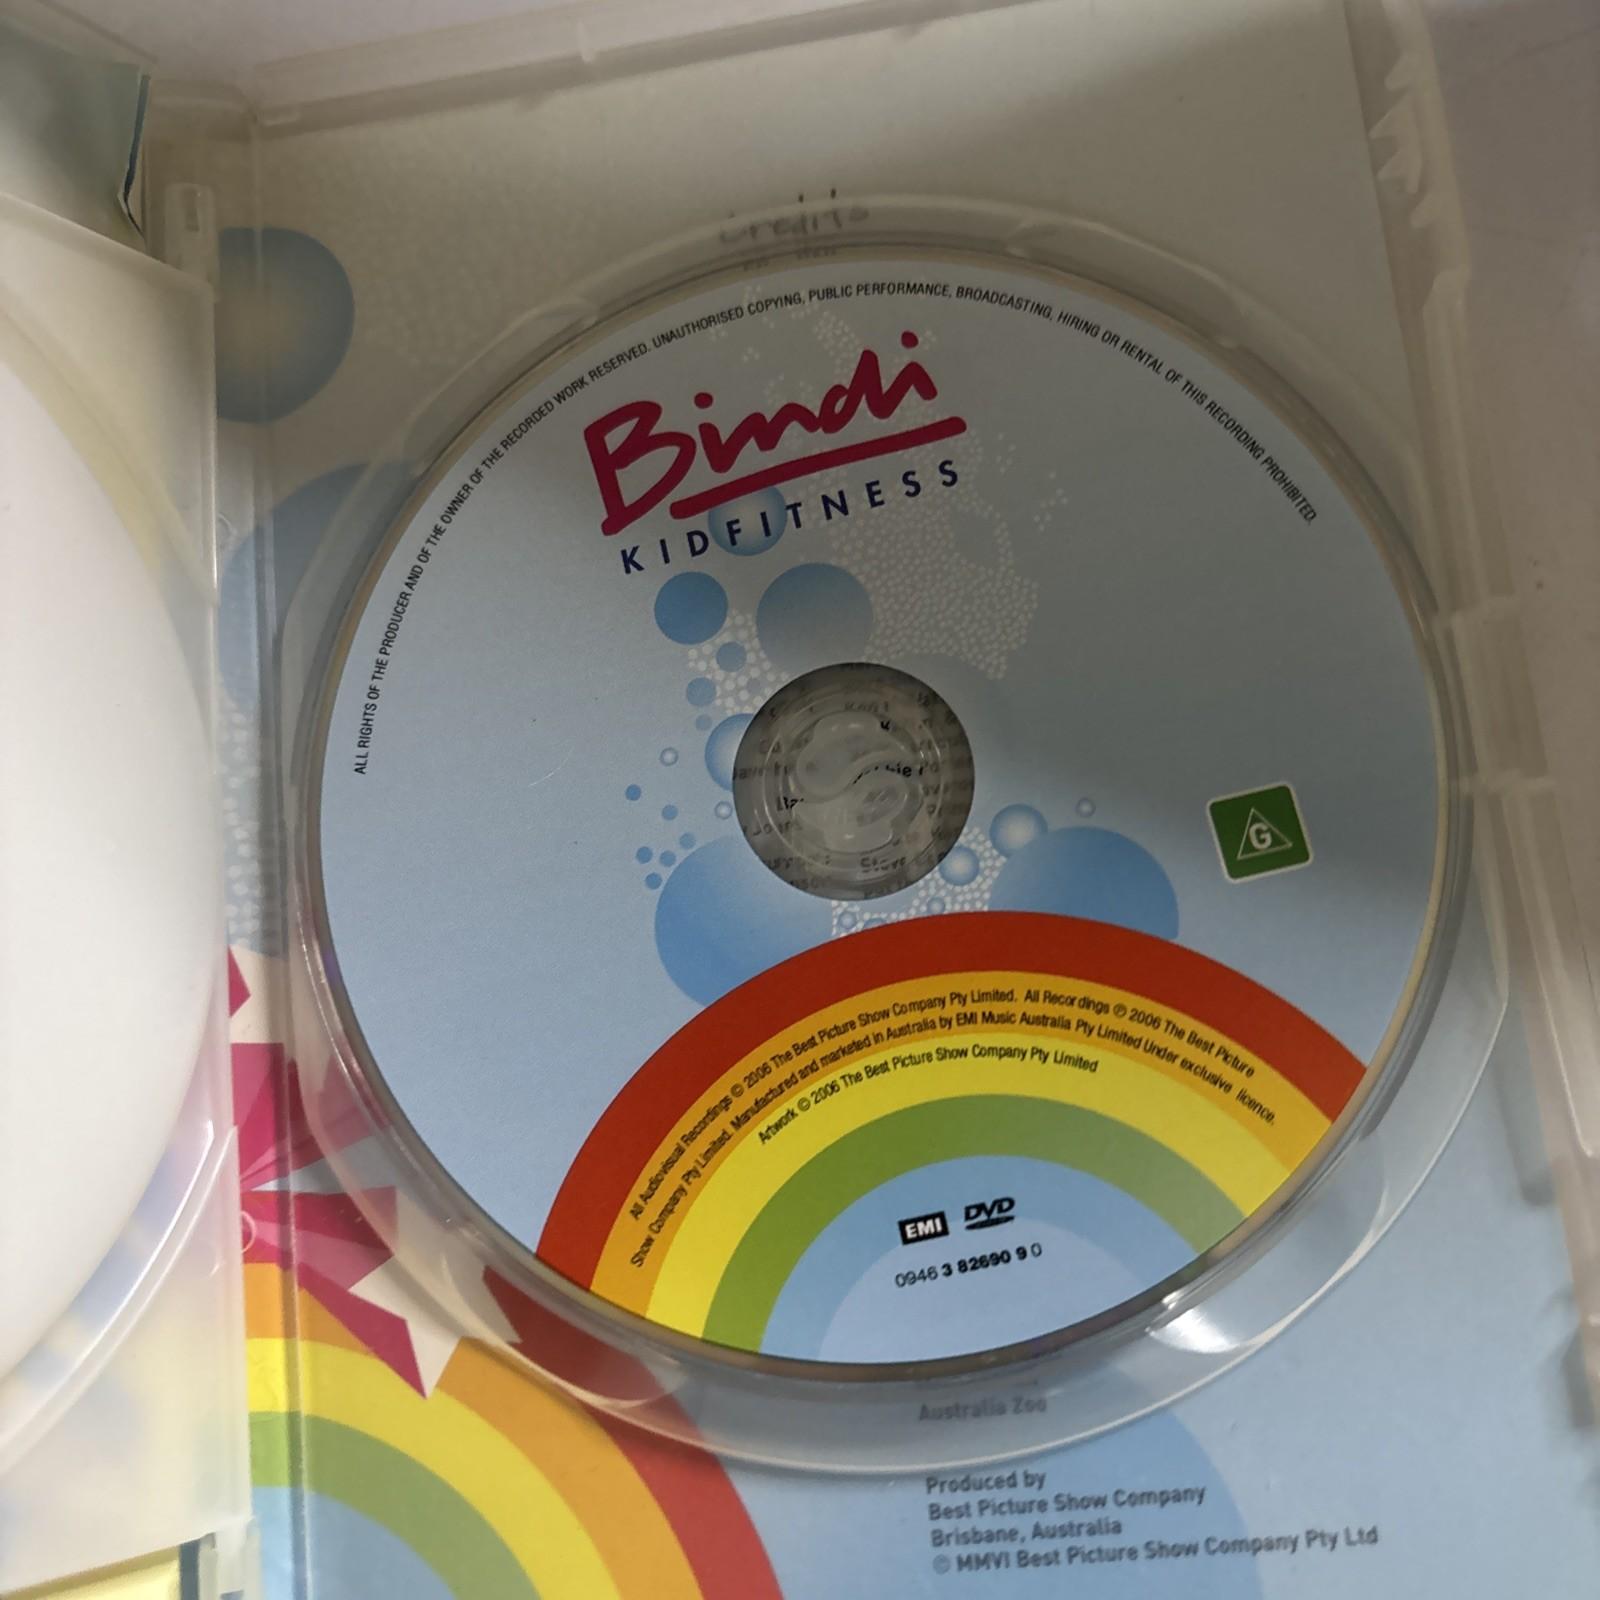 Credits
ALL RIGHTS OF THE PRODUCER AND OF THE OWNER OF THE RECORDED WORK RESERVED. UNAUTHORISED COPYING, PUBLIC PERFORMANCE, BROADCASTING, HIRING OR RENTAL OF THIS RECORDING PROHIBITED.
Bindi
KIDFITNESS
G
All Audiovisual Recordings © 2006 The Best Picture Show Company Pty Limited. All Recordings ℗ 2006 The Best Picture
Show Company Pty Limited. Manufactured and marketed in Australia by EMI Music Australia Pty Limited Under exclusive licence.
Artwork © 2006 The Best Picture Show Company Pty Limited
EMI DVD
0946 3 82690 9 0
Australia Zoo
Produced by
Best Picture Show Company
Brisbane, Australia
© MMVI Best Picture Show Company Pty Ltd